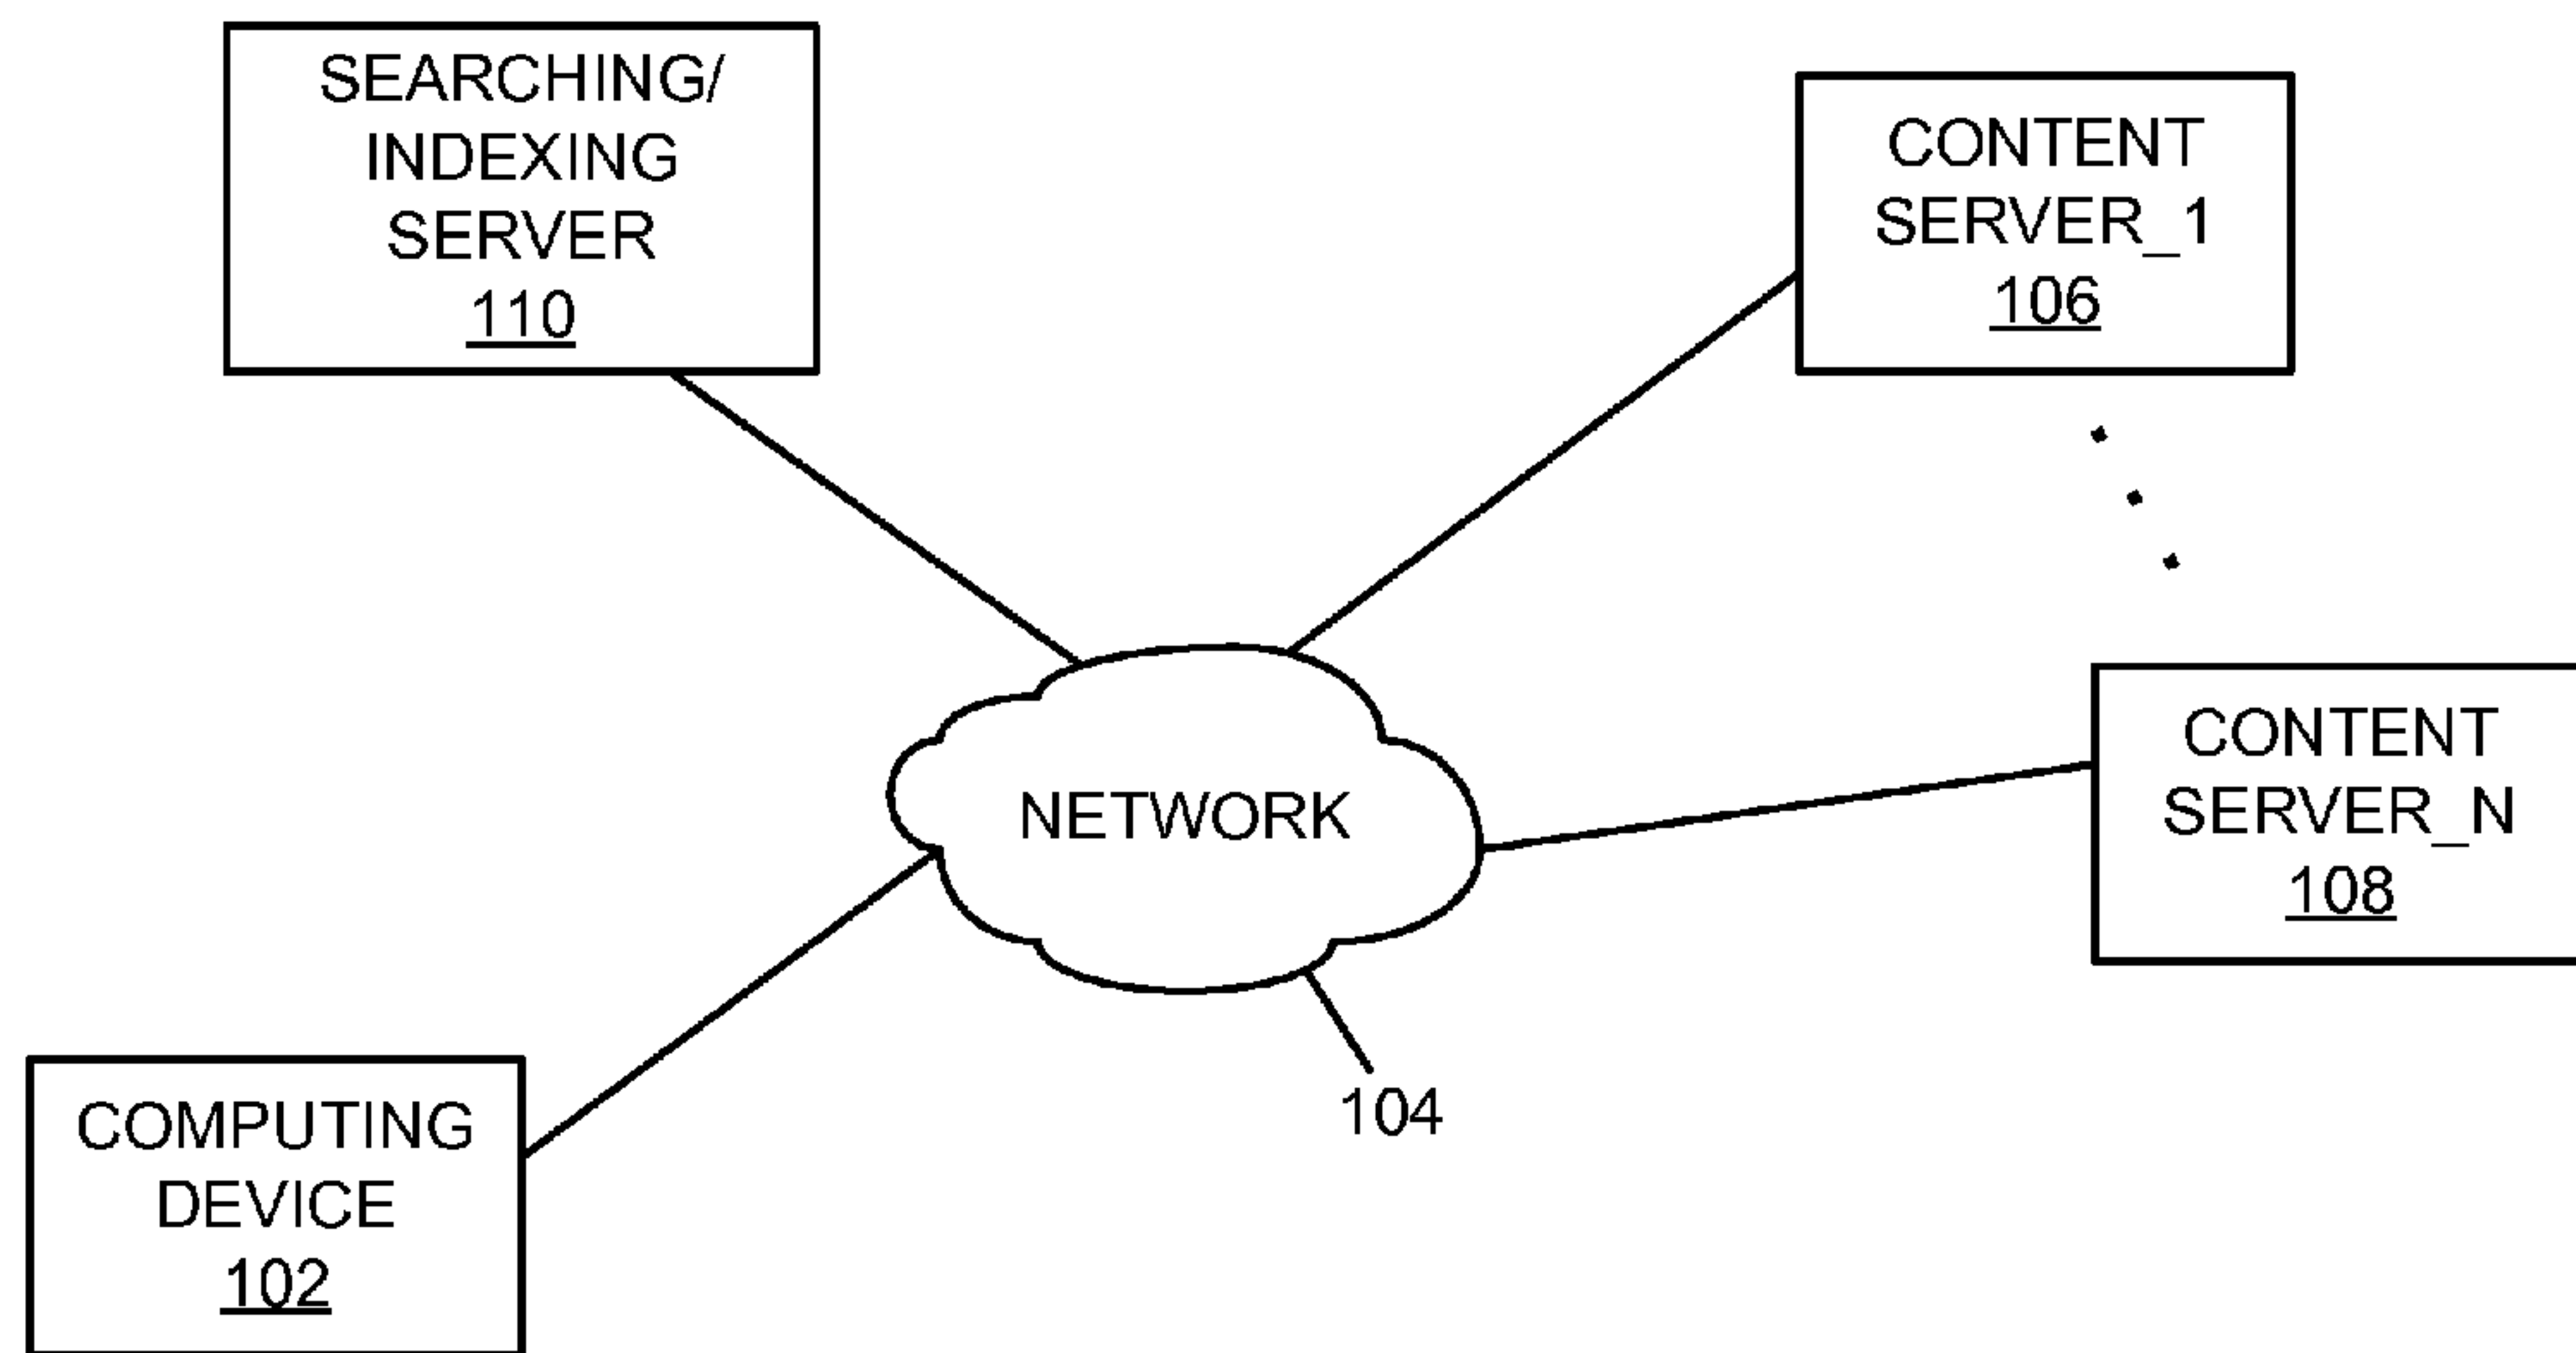 SEARCHING/
INDEXING
SERVER
110
CONTENT
SERVER_1
106
CONTENT
SERVER_N
108
NETWORK
104
COMPUTING
DEVICE
102